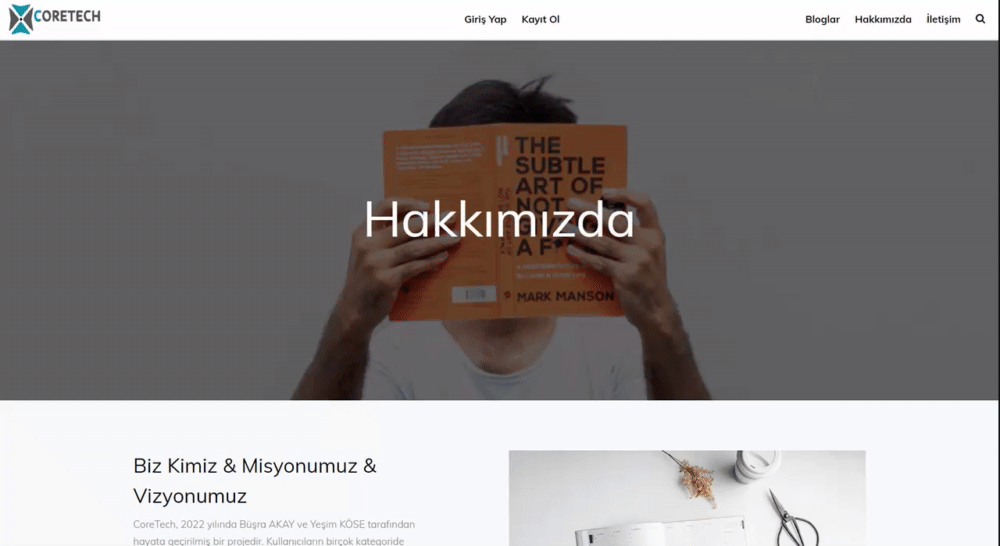 CORETECH
Giriş Yap
Kayıt Ol
Bloglar
Hakkımızda
İletişim
THE
SUBTLE
ART OF
NOT
A F
Hakkımızda
MARK MANSON
Biz Kimiz & Misyonumuz &
Vizyonumuz
CoreTech, 2022 yılında Büşra AKAY ve Yeşim KÖSE tarafından
hayata geçirilmiş bir projedir. Kullanıcıların birçok kategoride